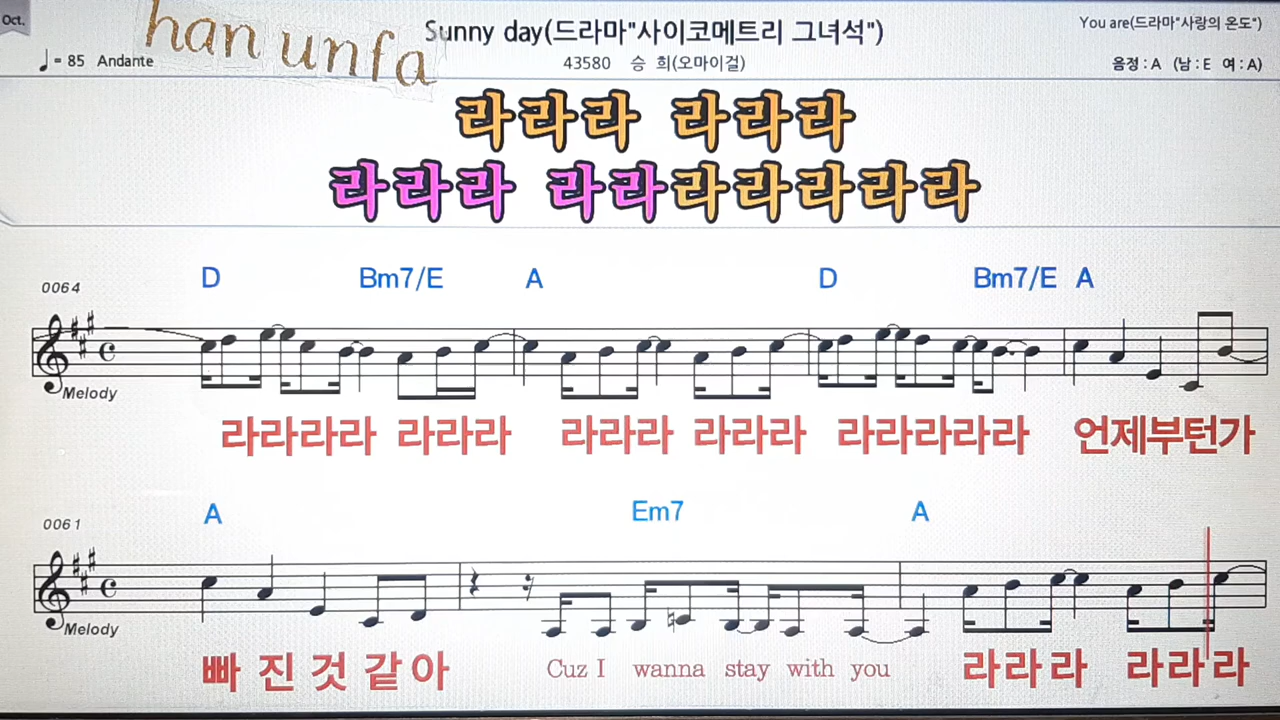 Oct.
han unfa
Sunny day(드라마"사이코메트리 그녀석")
You are(드라마"사랑의 온도")
♩= 85 Andante
43580 승 희(오마이걸)
음정 : A (남 : E 여 : A)
라라라 라라라
라라라 라라라라라라라
D Bm7/E A D Bm7/E A
0064
Melody
라라라라 라라라 라라라 라라라 라라라라라 언제부턴가
A Em7 A
0061
Melody
빠 진 것 같 아 Cuz I wanna stay with you 라라 라 라라 라